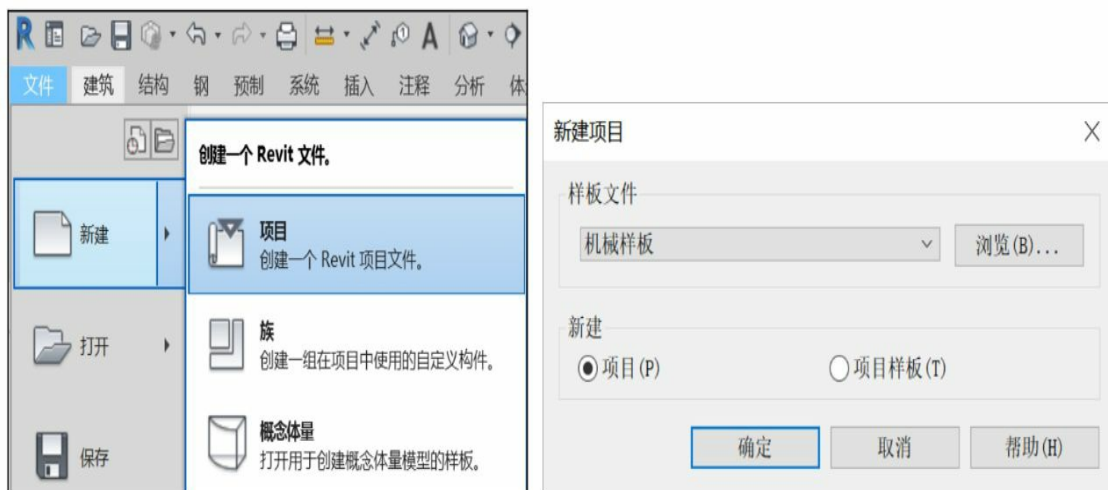 文件 建筑 结构 钢 预制 系统 插入 注释 分析 体
创建一个 Revit 文件。
新建
项目
创建一个 Revit 项目文件。
打开
族
创建一组在项目中使用的自定义构件。
保存
概念体量
打开用于创建概念体量模型的样板。
新建项目
样板文件
机械样板
浏览(B)...
新建
项目(P) 项目样板(T)
确定 取消 帮助(H)